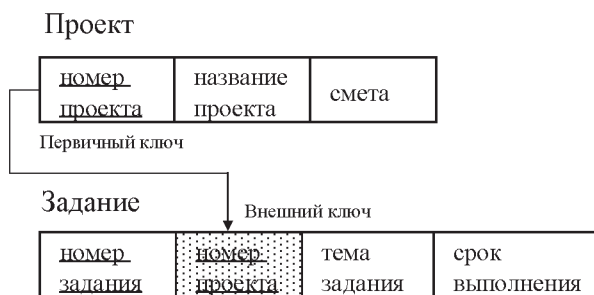 Проект
номер название смета
проекта проекта
Первичный ключ
Задание
Внешний ключ
номер номер тема срок
задания проекта задания выполнения